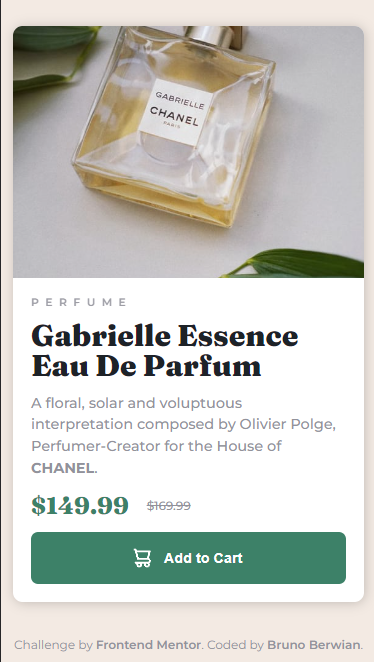 GABRIELLE
CHANEL
PARIS
PERFUME
Gabrielle Essence
Eau De Parfum
A floral, solar and voluptuous
interpretation composed by Olivier Polge,
Perfumer-Creator for the House of
CHANEL.
$149.99 $169.99
Add to Cart
Challenge by Frontend Mentor. Coded by Bruno Berwian.